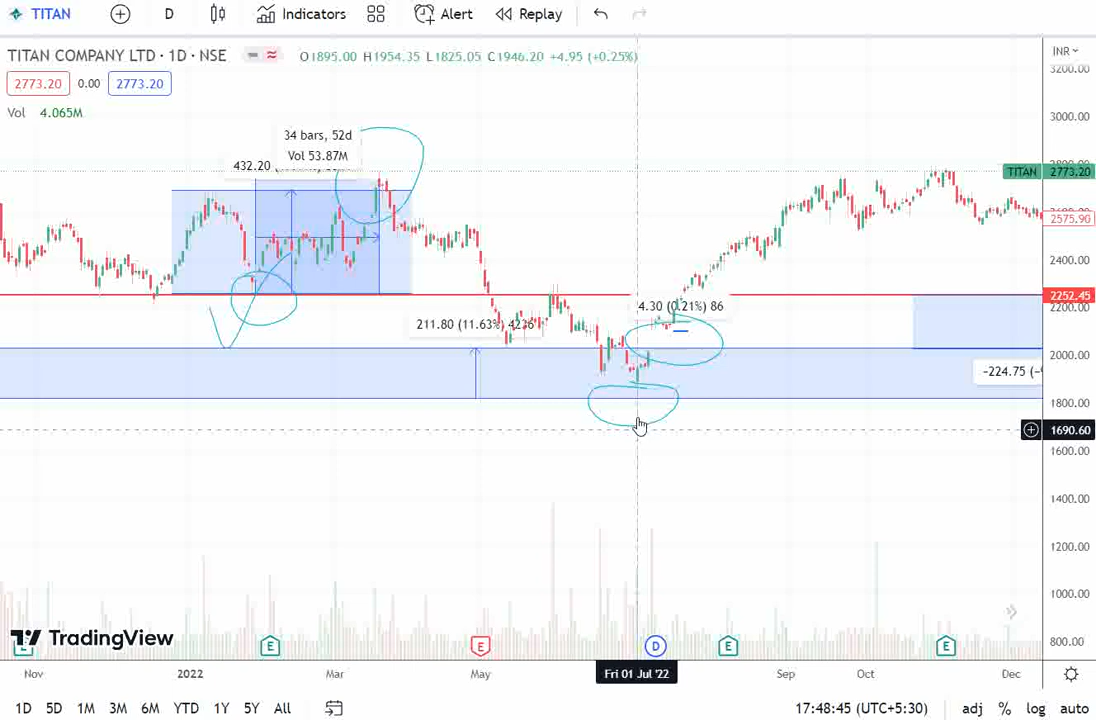 TITAN D Indicators Alert Replay
TITAN COMPANY LTD · 1D · NSE O1895.00 H1954.35 L1825.05 C1946.20 +4.95 (+0.25%) INR
2773.20 0.00 2773.20
Vol 4.065M
3200.00
3000.00
34 bars, 52d
Vol 53.87M
432.20
TITAN 2773.20
2575.90
2400.00
2252.45
4.30 (0.21%) 86
2200.00
211.80 (11.63%) 4236
2000.00
-224.75
1800.00
1690.60
1600.00
1400.00
1200.00
1000.00
800.00
TradingView
E E E D E E
Nov 2022 Mar May Fri 01 Jul '22 Sep Oct Dec
1D 5D 1M 3M 6M YTD 1Y 5Y All 17:48:45 (UTC+5:30) adj % log auto